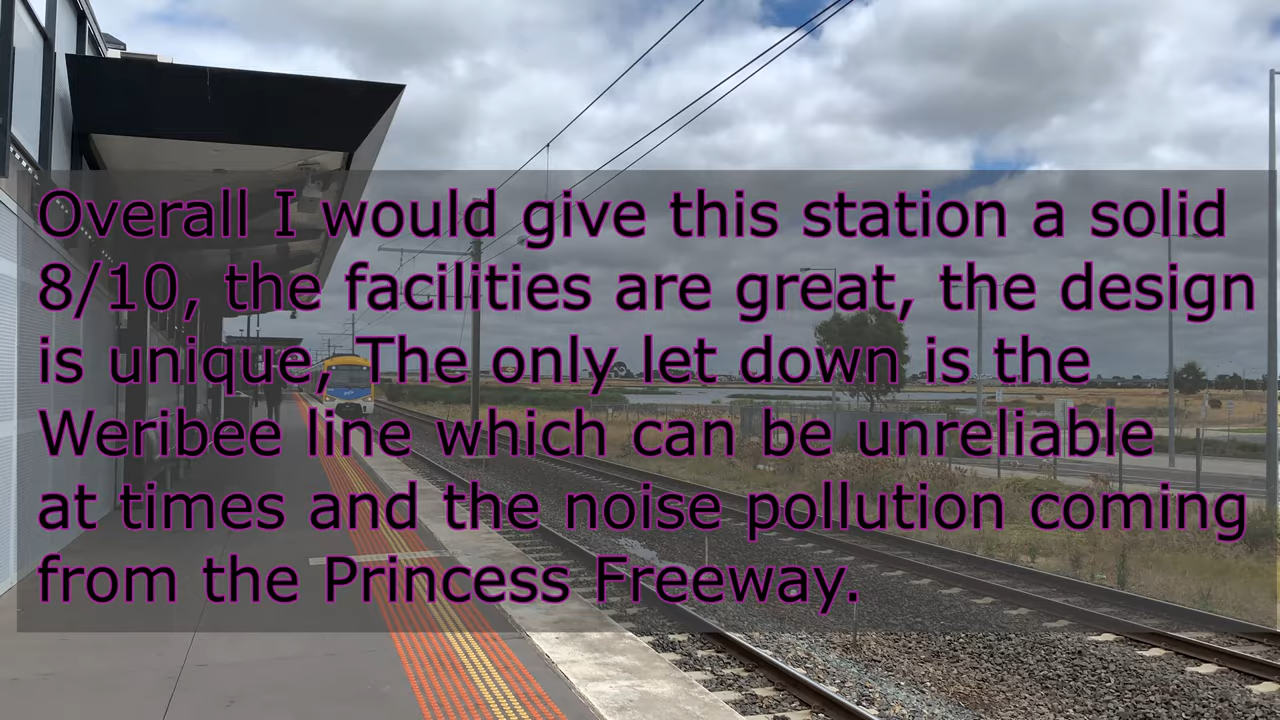 Overall I would give this station a solid
8/10, the facilities are great, the design
is unique, The only let down is the
Weribee line which can be unreliable
at times and the noise pollution coming
from the Princess Freeway.